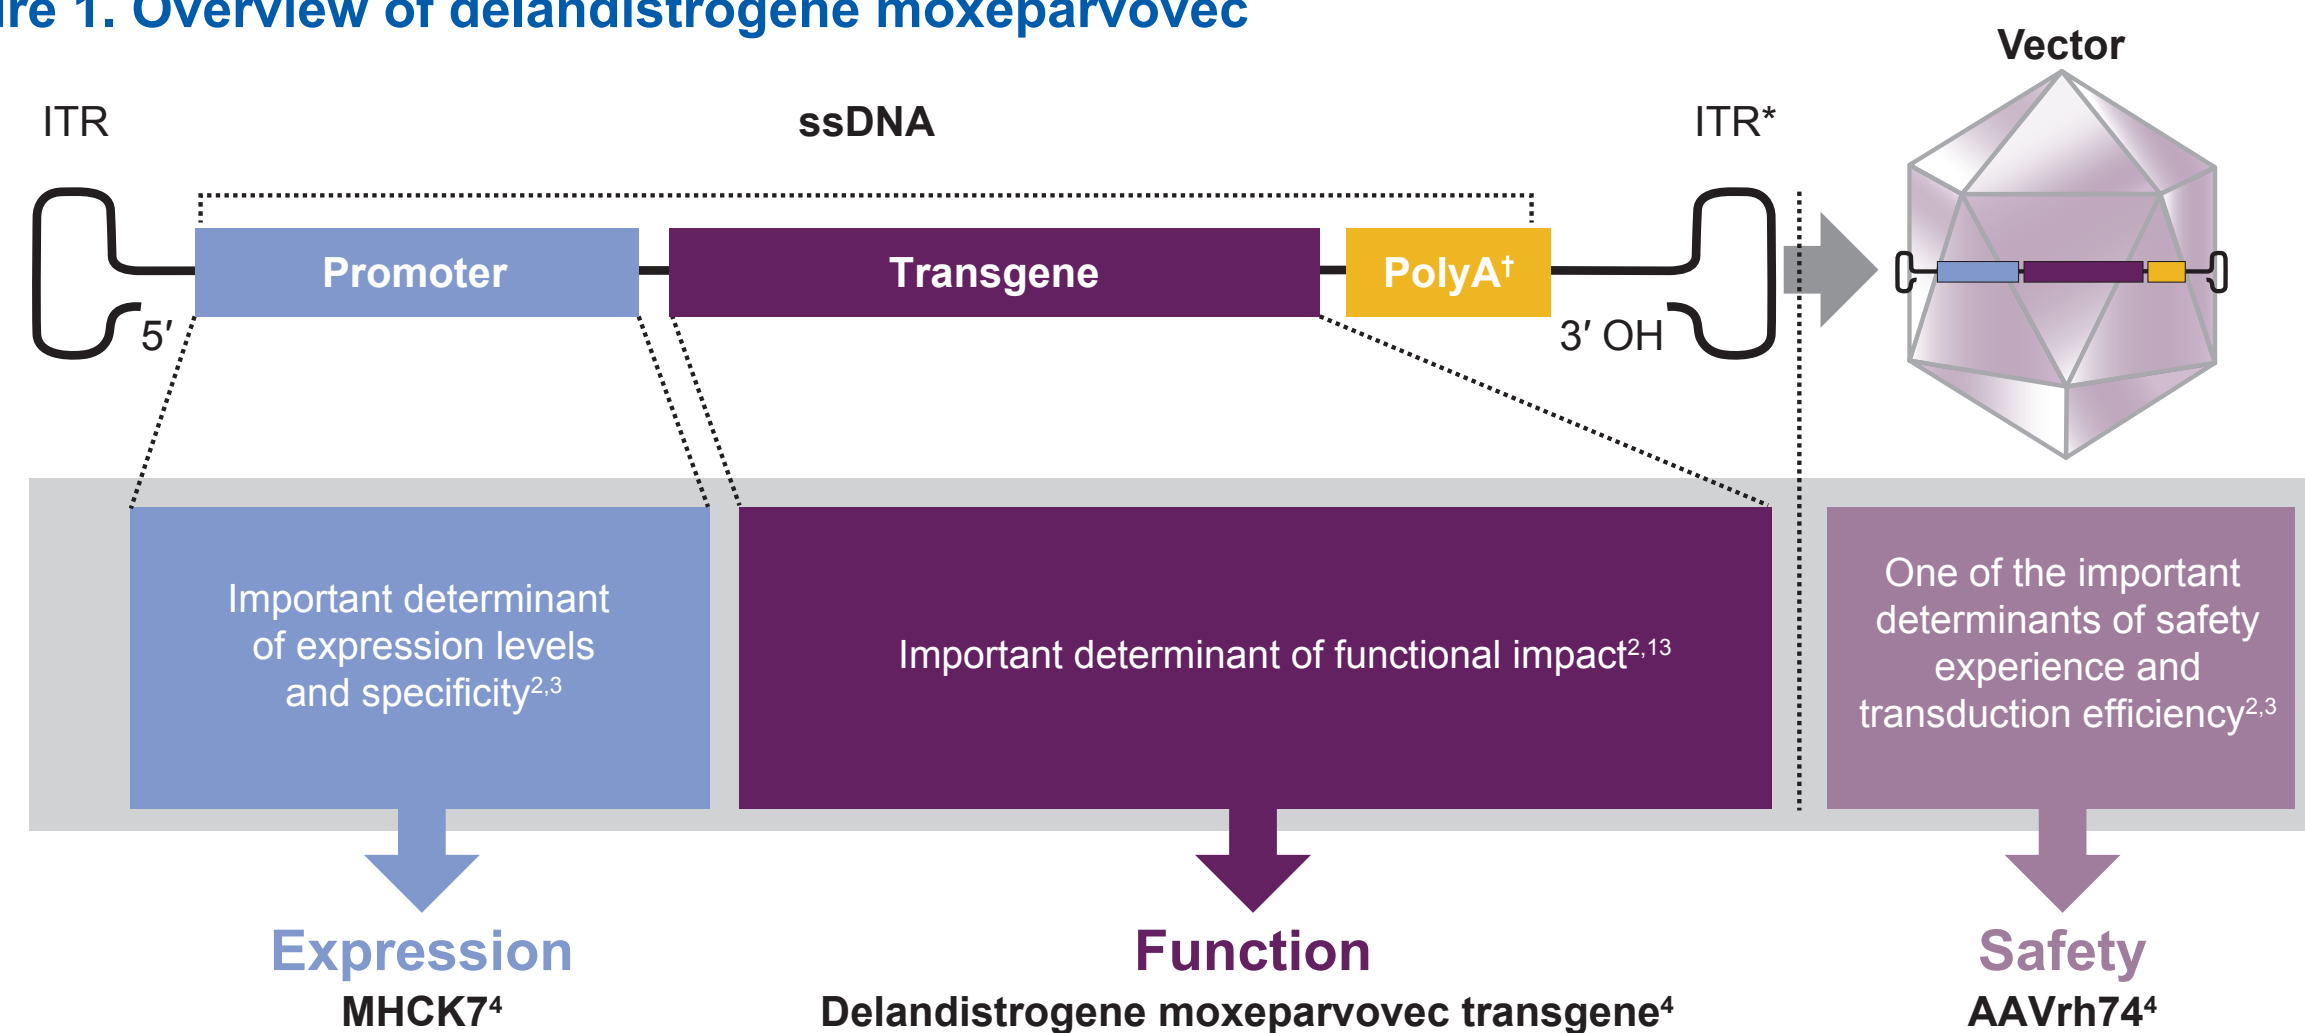 re 1. Overview of delandistrogene moxeparvovec
Vector
ITR
ssDNA
ITR*
Promoter
Transgene
PolyA†
5′
3′ OH
Important determinant
of expression levels
and specificity2,3
Important determinant of functional impact2,13
One of the important
determinants of safety
experience and
transduction efficiency2,3
Expression
MHCK7⁴
Function
Delandistrogene moxeparvovec transgene⁴
Safety
AAVrh74⁴